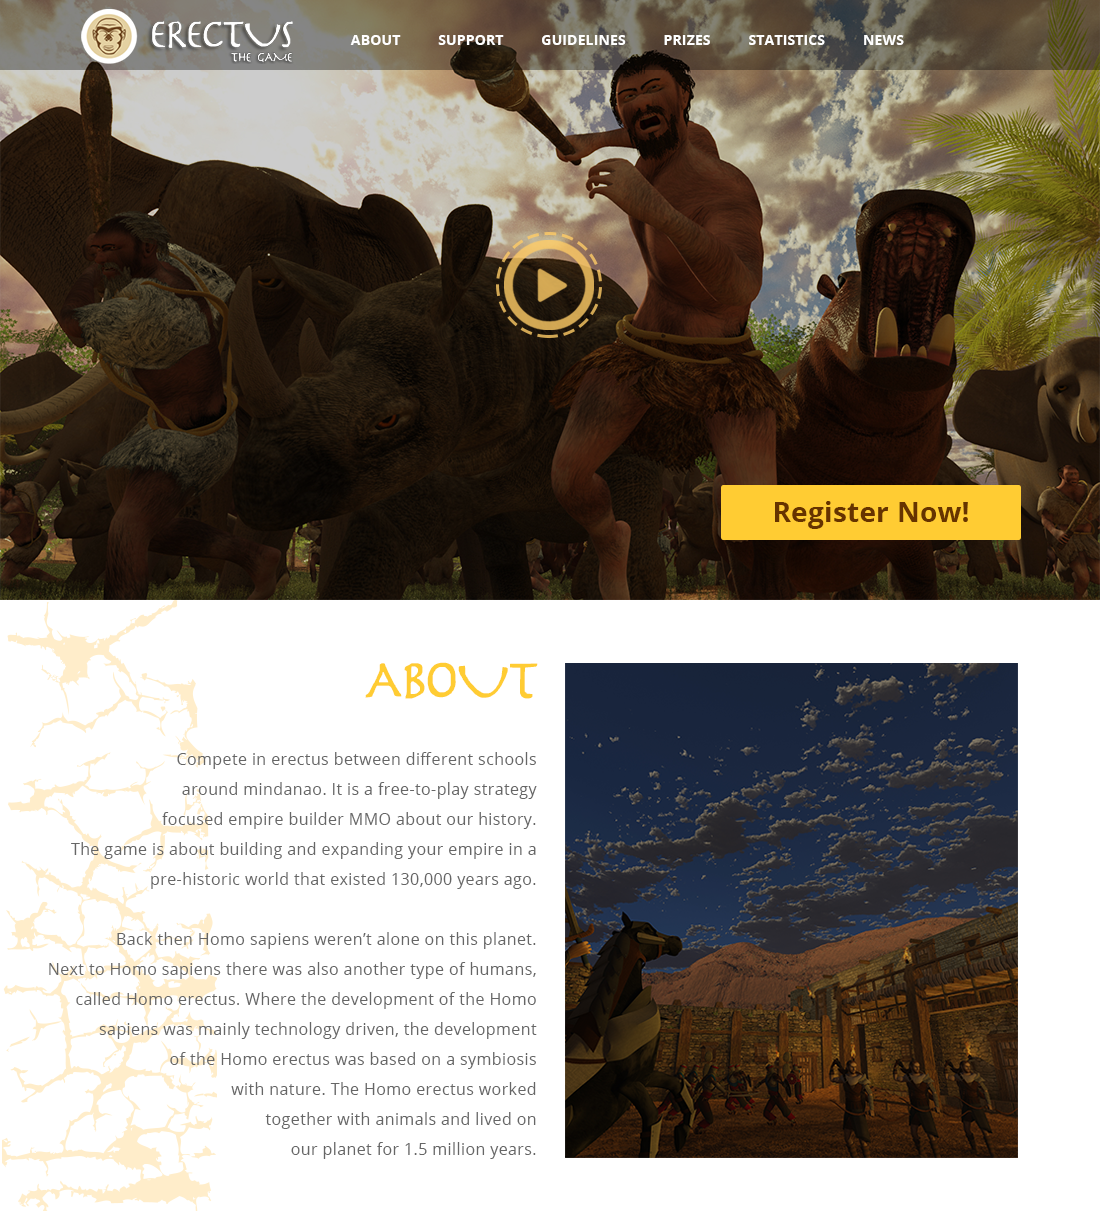 ERECTUS
THE GAME
ABOUT SUPPORT GUIDELINES PRIZES STATISTICS NEWS
Register Now!
ABOUT
Compete in erectus between different schools
around mindanao. It is a free-to-play strategy
focused empire builder MMO about our history.
The game is about building and expanding your empire in a
pre-historic world that existed 130,000 years ago.
Back then Homo sapiens weren’t alone on this planet.
Next to Homo sapiens there was also another type of humans,
called Homo erectus. Where the development of the Homo
sapiens was mainly technology driven, the development
of the Homo erectus was based on a symbiosis
with nature. The Homo erectus worked
together with animals and lived on
our planet for 1.5 million years.